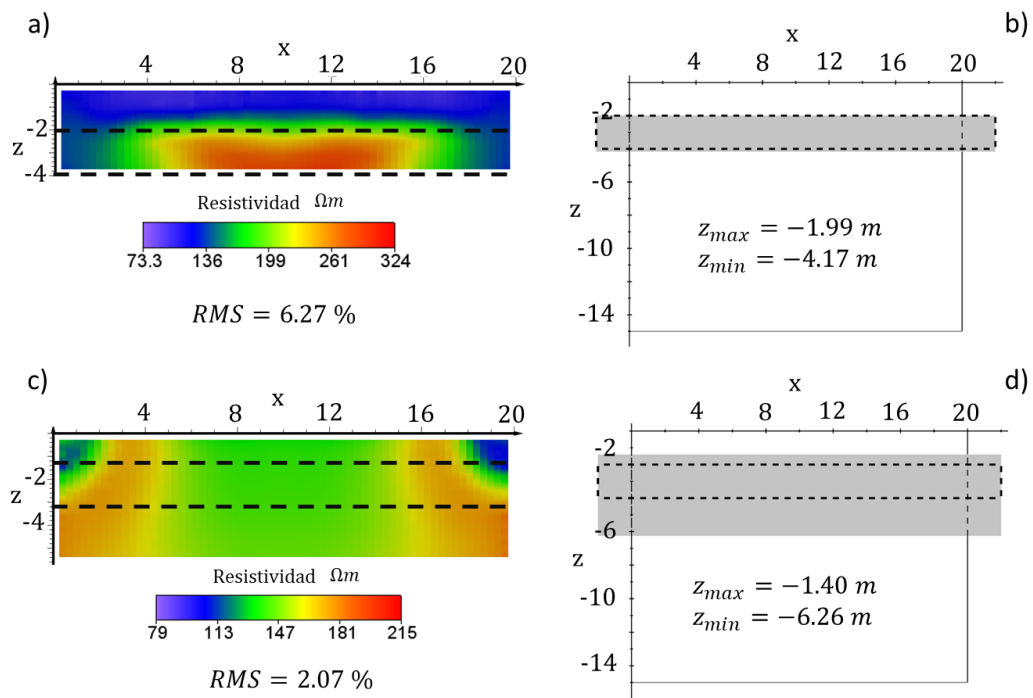 a)
x
4 8 12 16 20
-2
z
-4
Resistividad Ωm
73.3 136 199 261 324
RMS = 6.27 %
b)
x
4 8 12 16 20
-2
-6
z
-10
-14
z_max = −1.99 m
z_min = −4.17 m
c)
x
4 8 12 16 20
-2
z
-4
Resistividad Ωm
79 113 147 181 215
RMS = 2.07 %
d)
x
4 8 12 16 20
-2
-6
z
-10
-14
z_max = −1.40 m
z_min = −6.26 m